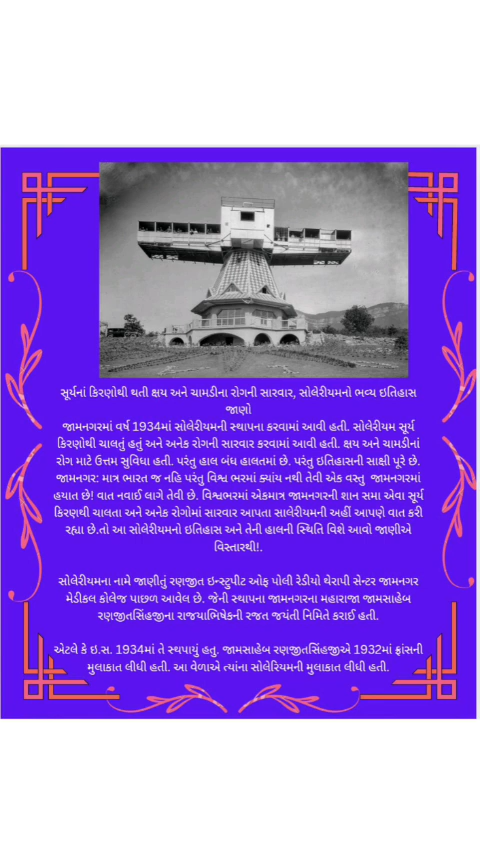 સૂર્યનાં કિરણોથી થતી ક્ષય અને ચામડીના રોગની સારવાર, સોલેરીયમનો ભવ્ય ઇતિહાસ
જાણો
જામનગરમાં વર્ષ 1934માં સોલેરીયમની સ્થાપના કરવામાં આવી હતી. સોલેરીયમ સૂર્ય
કિરણોથી ચાલતું હતું અને અનેક રોગની સારવાર કરવામાં આવી હતી. ક્ષય અને ચામડીનાં
રોગ માટે ઉત્તમ સુવિધા હતી. પરંતુ હાલ બંધ હાલતમાં છે. પરંતુ ઇતિહાસની સાક્ષી પૂરે છે.
જામનગર: માત્ર ભારત જ નહિ પરંતુ વિશ્વ ભરમાં ક્યાંય નથી તેવી એક વસ્તુ જામનગરમાં
હયાત છે! વાત નવાઈ લાગે તેવી છે. વિશ્વભરમાં એકમાત્ર જામનગરની શાન સમા એવા સૂર્ય
કિરણથી ચાલતા અને અનેક રોગોમાં સારવાર આપતા સાલેરીયમની અહીં આપણે વાત કરી
રહ્યા છે.તો આ સોલેરીયમનો ઇતિહાસ અને તેની હાલની સ્થિતિ વિશે આવો જાણીએ
વિસ્તારથી!.
સોલેરીયમના નામે જાણીતું રણજીત ઇન્સ્ટુપીટ ઓફ પોલી રેડીયો થેરાપી સેન્ટર જામનગર
મેડીકલ કોલેજ પાછળ આવેલ છે. જેની સ્થાપના જામનગરના મહારાજા જામસાહેબ
રણજીતસિંહજીના રાજયાભિષેકની રજત જયંતી નિમિતે કરાઈ હતી.
એટલે કે ઇ.સ. 1934માં તે સ્થપાયું હતુ. જામસાહેબ રણજીતસિંહજીએ 1932માં ફ્રાંસની
મુલાકાત લીધી હતી. આ વેળાએ ત્યાંના સોલેરિયમની મુલાકાત લીધી હતી.